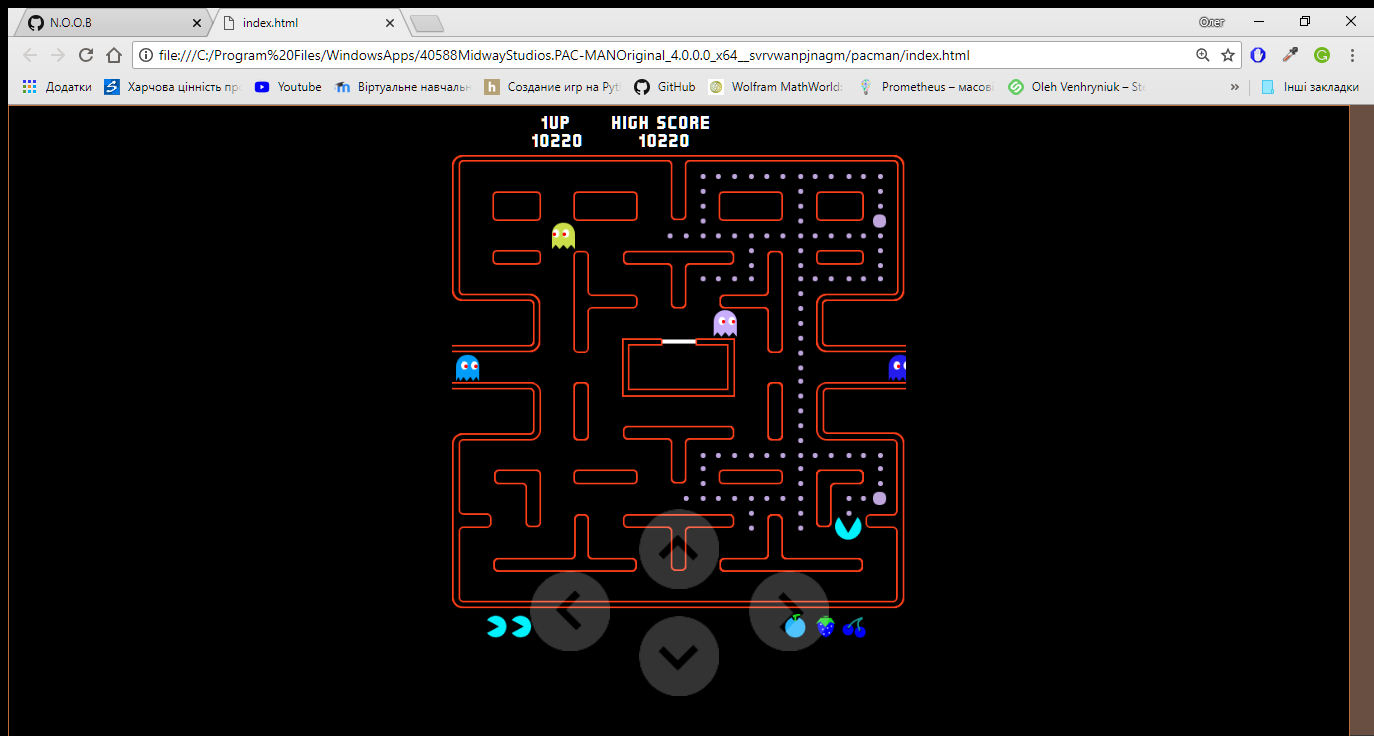 N.O.O.B
index.html
Олег
file:///C:/Program%20Files/WindowsApps/40588MidwayStudios.PAC-MANOriginal_4.0.0.0_x64__svrvwanpjnagm/pacman/index.html
Додатки Харчова цінність про Youtube Віртуальне навчальн Создание игр на Pyt GitHub Wolfram MathWorld: Prometheus – масові Oleh Venhryniuk – St » Інші закладки
1UP HIGH SCORE
10220 10220